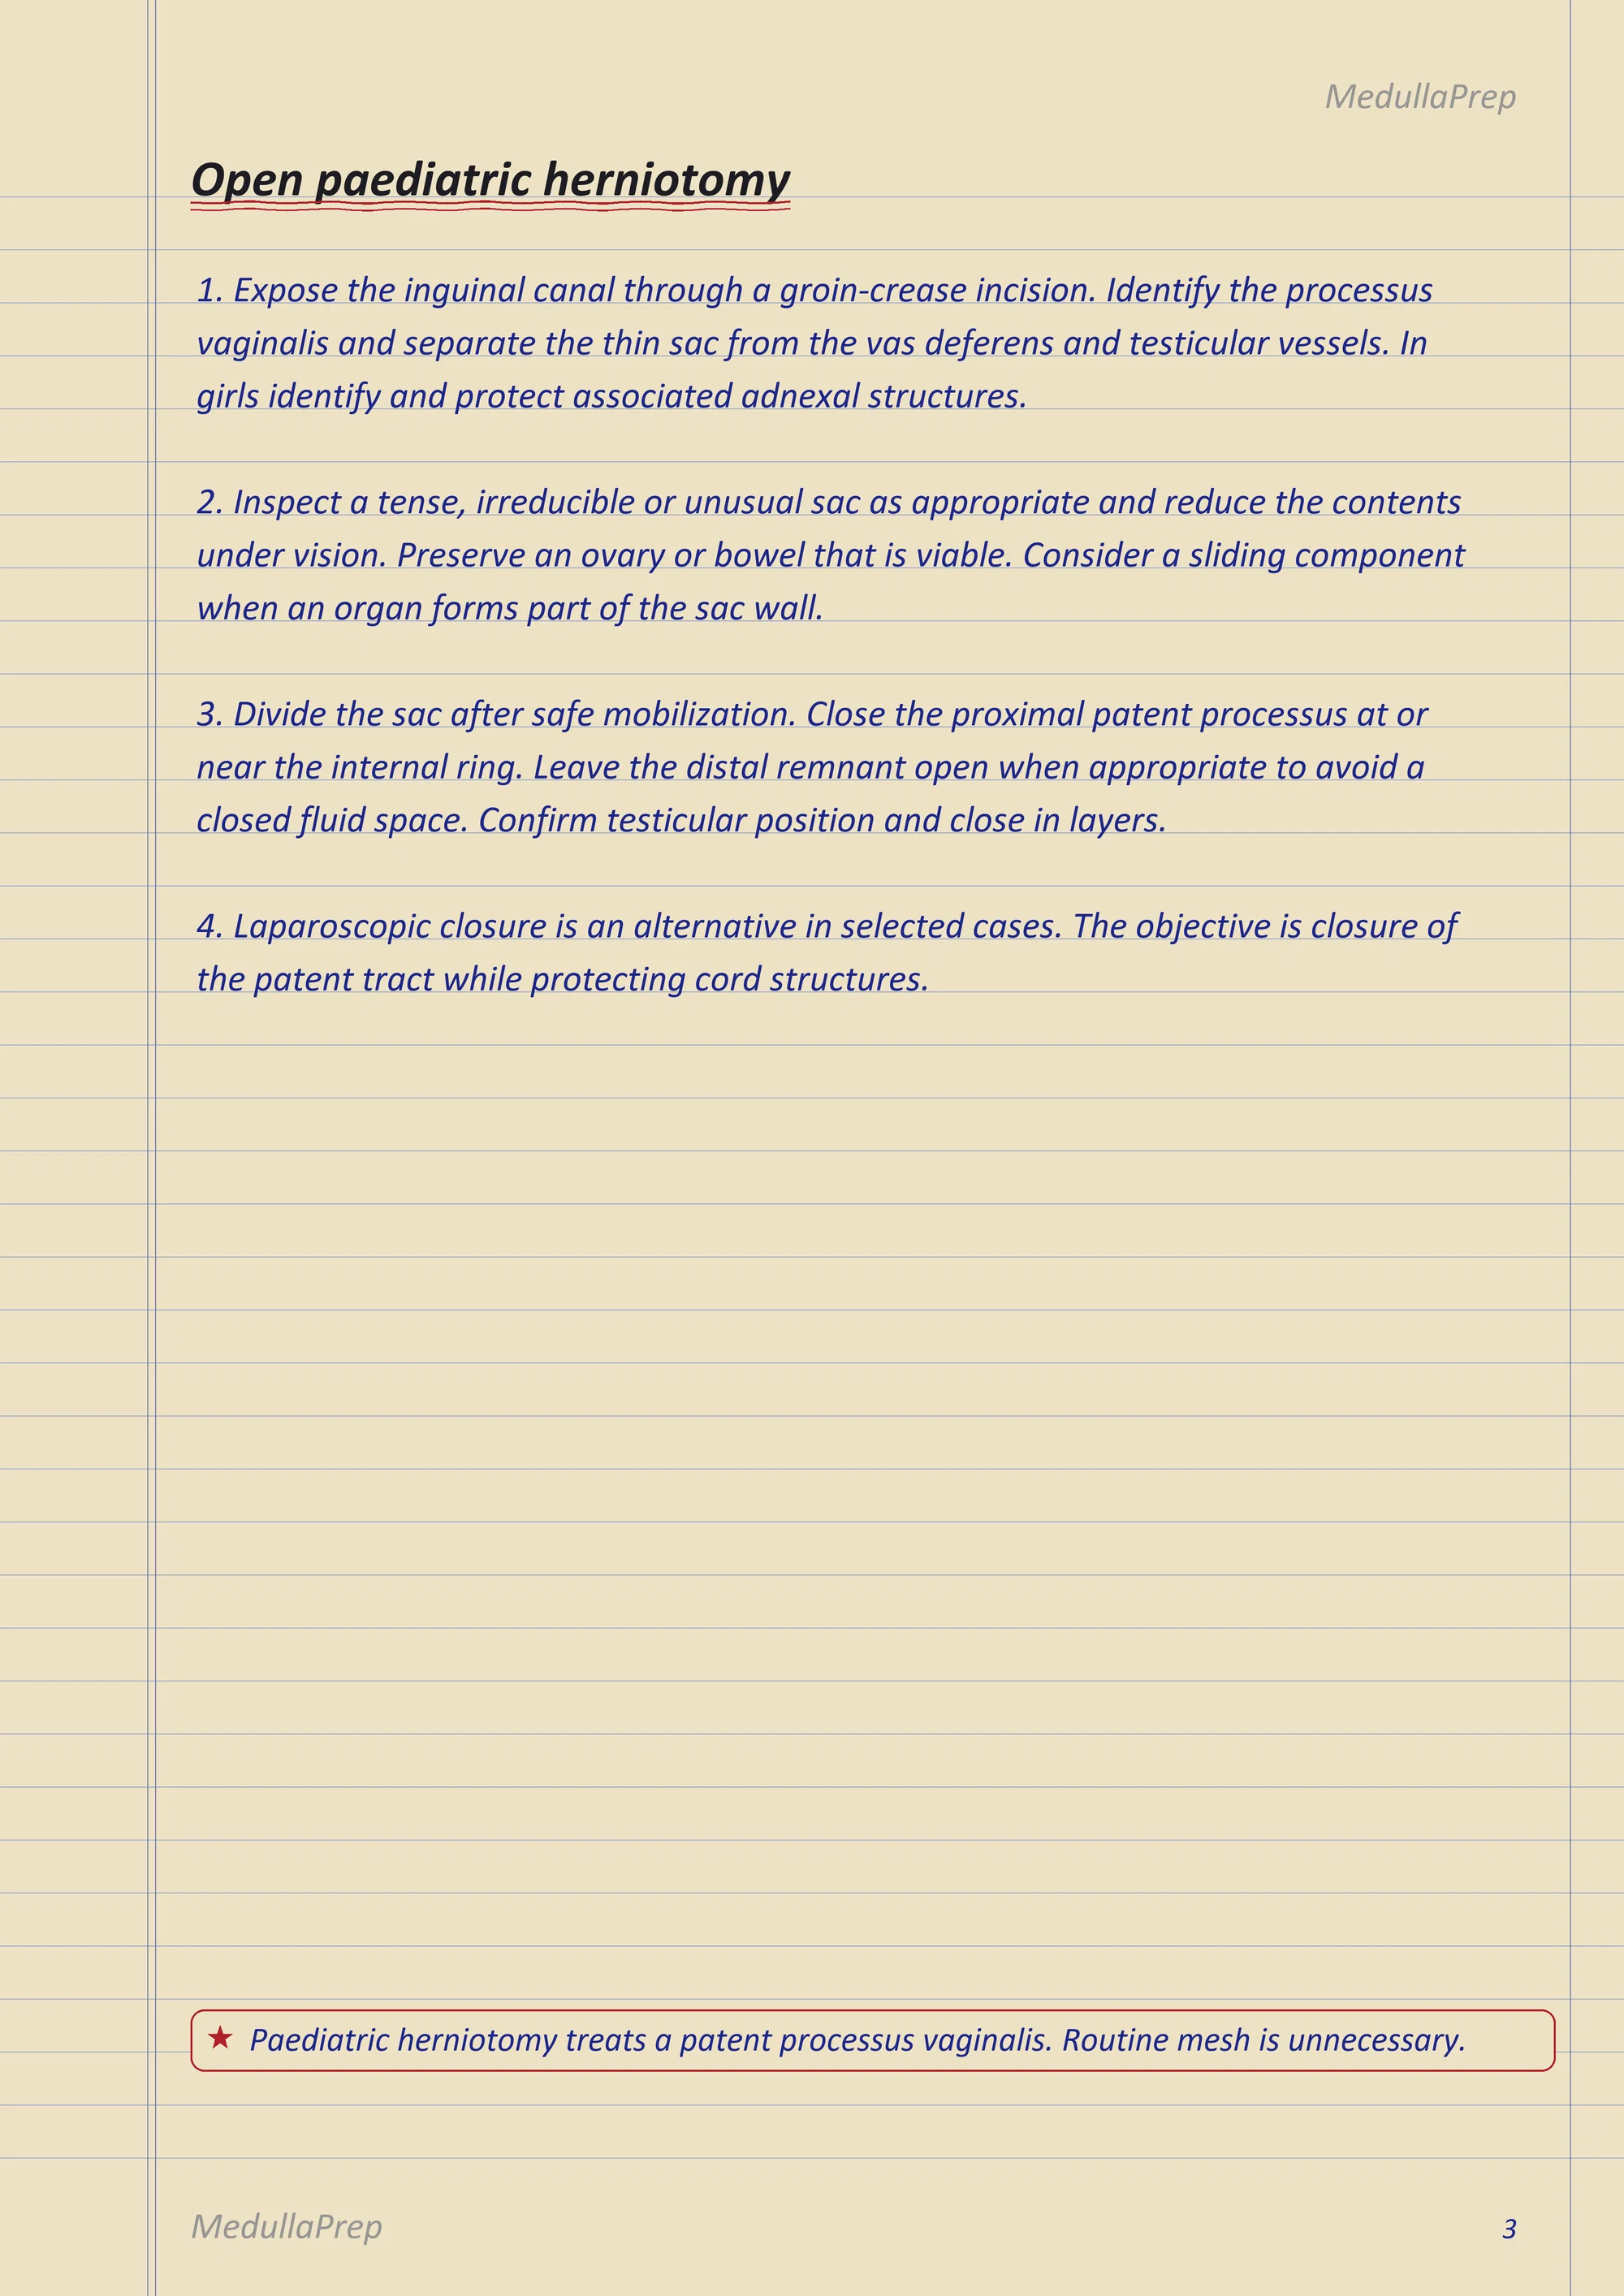 MedullaPrep
Open paediatric herniotomy
1. Expose the inguinal canal through a groin-crease incision. Identify the processus
vaginalis and separate the thin sac from the vas deferens and testicular vessels. In
girls identify and protect associated adnexal structures.
2. Inspect a tense, irreducible or unusual sac as appropriate and reduce the contents
under vision. Preserve an ovary or bowel that is viable. Consider a sliding component
when an organ forms part of the sac wall.
3. Divide the sac after safe mobilization. Close the proximal patent processus at or
near the internal ring. Leave the distal remnant open when appropriate to avoid a
closed fluid space. Confirm testicular position and close in layers.
4. Laparoscopic closure is an alternative in selected cases. The objective is closure of
the patent tract while protecting cord structures.
★ Paediatric herniotomy treats a patent processus vaginalis. Routine mesh is unnecessary.
MedullaPrep
3